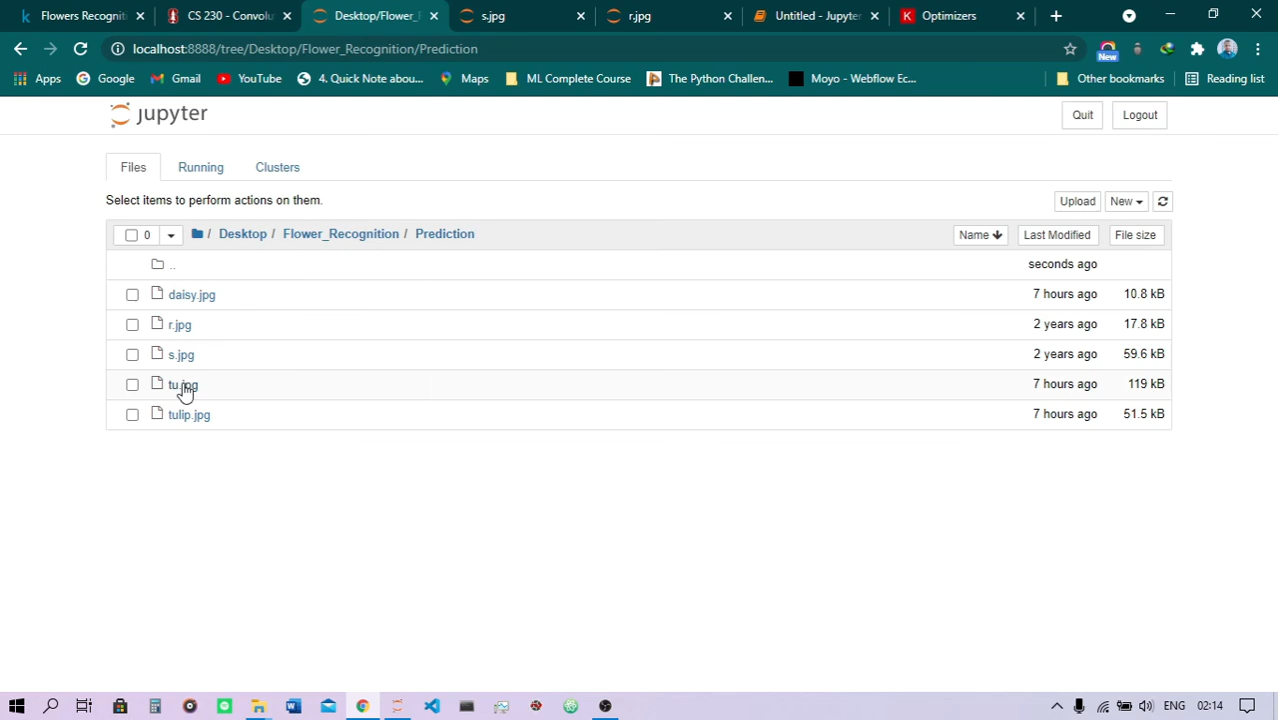 Flowers Recogniti
CS 230 - Convolu
Desktop/Flower_
s.jpg
r.jpg
Untitled - Jupyter
Optimizers
localhost:8888/tree/Desktop/Flower_Recognition/Prediction
New
Apps
Google
Gmail
YouTube
4. Quick Note abou...
Maps
ML Complete Course
The Python Challen...
Moyo - Webflow Ec...
Other bookmarks
Reading list
jupyter
Quit
Logout
Files
Running
Clusters
Select items to perform actions on them.
Upload
New
0
/ Desktop / Flower_Recognition / Prediction
Name
Last Modified
File size
..
seconds ago
daisy.jpg
7 hours ago
10.8 kB
r.jpg
2 years ago
17.8 kB
s.jpg
2 years ago
59.6 kB
tu.jpg
7 hours ago
119 kB
tulip.jpg
7 hours ago
51.5 kB
ENG
02:14